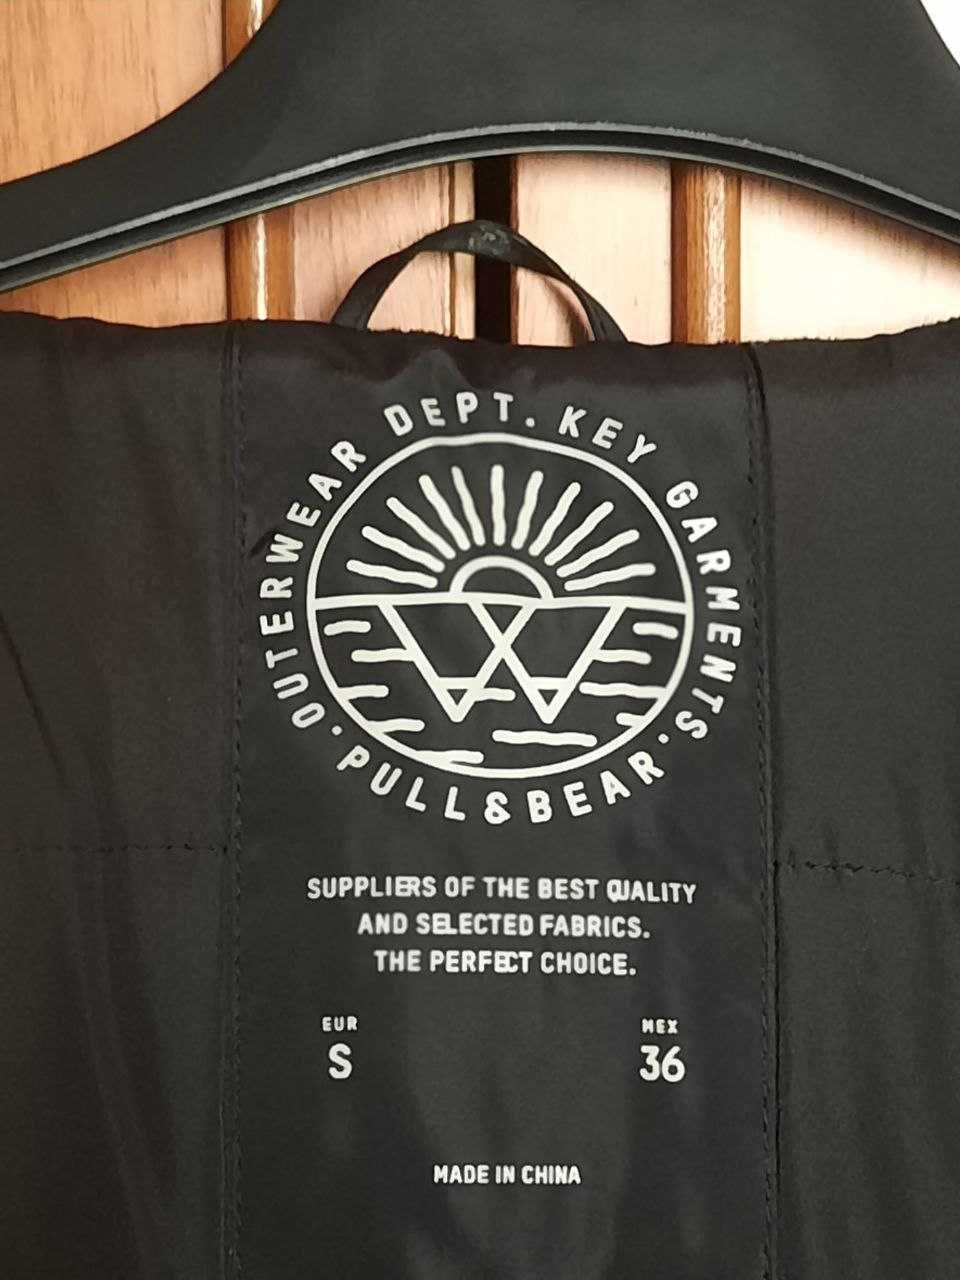 OUTERWEAR DEPT. KEY GARMENTS
· PULL&BEAR ·
SUPPLIERS OF THE BEST QUALITY
AND SELECTED FABRICS.
THE PERFECT CHOICE.
EUR MEX
S 36
MADE IN CHINA